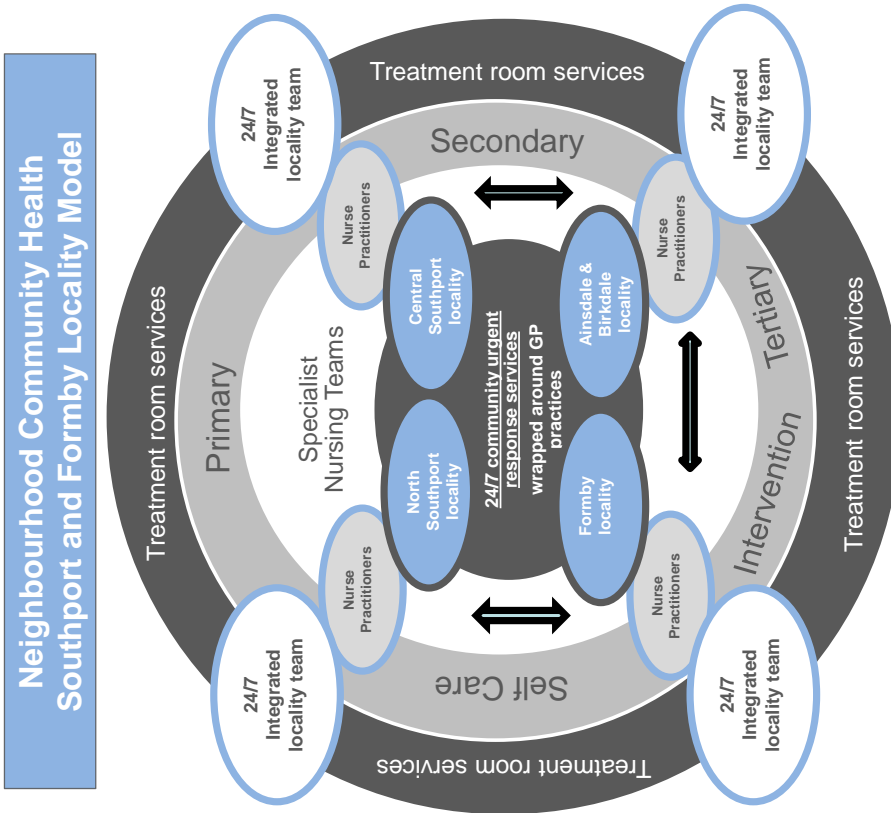 Neighbourhood Community Health
Southport and Formby Locality Model
24/7
Integrated
locality team
Treatment room services
24/7
Integrated
locality team
Nurse
Practitioners
Primary
Nurse
Practitioners
Specialist
Nursing Teams
North
Southport
locality
Central
Southport
locality
Treatment room services
Self Care
24/7 community urgent
response services
wrapped around GP
practices
Secondary
Treatment room services
Formby
locality
Ainsdale &
Birkdale
locality
Nurse
Practitioners
Nurse
Practitioners
Intervention
Tertiary
24/7
Integrated
locality team
Treatment room services
24/7
Integrated
locality team